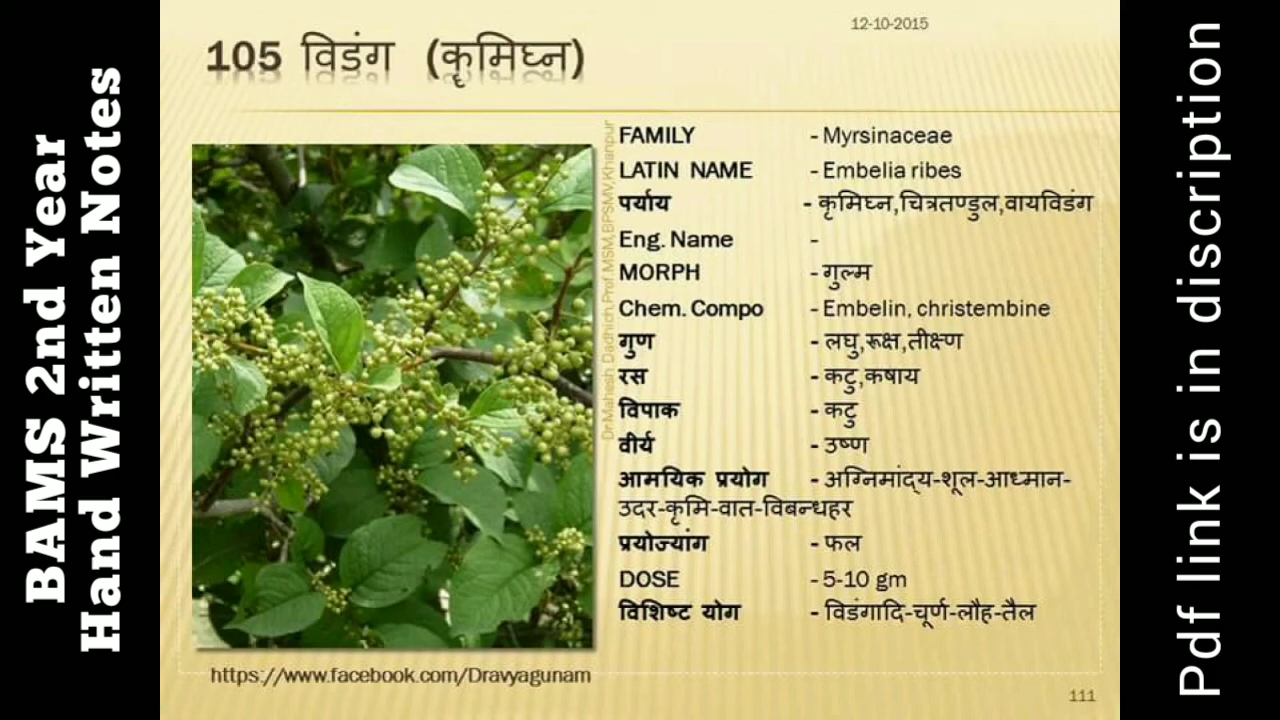 BAMS 2nd Year
Hand Written Notes
12-10-2015
105 विडंग (कृमिघ्न)
Dr.Mahesh Dadhich,Prof.MSM,BPSMV,Khanpur
FAMILY - Myrsinaceae
LATIN NAME - Embelia ribes
पर्याय - कृमिघ्न,चित्रतण्डुल,वायविडंग
Eng. Name -
MORPH - गुल्म
Chem. Compo - Embelin, christembine
गुण - लघु,रूक्ष,तीक्ष्ण
रस - कटु,कषाय
विपाक - कटु
वीर्य - उष्ण
आमयिक प्रयोग - अग्निमांद्य-शूल-आध्मान-
उदर-कृमि-वात-विबन्धहर
प्रयोज्यांग - फल
DOSE - 5-10 gm
विशिष्ट योग - विडंगादि-चूर्ण-लौह-तैल
https://www.facebook.com/Dravyagunam
111
Pdf link is in discription